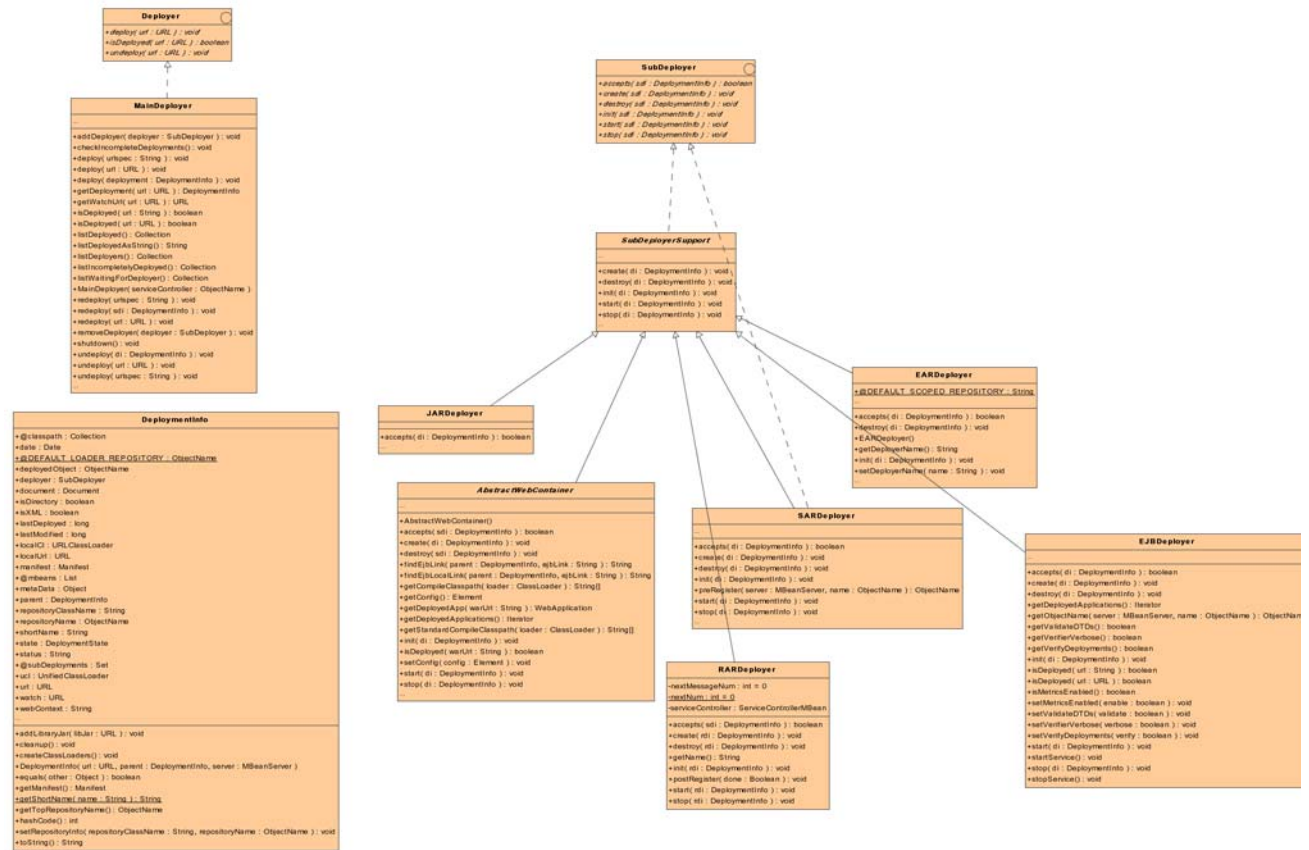 Deployer
+deploy( url : URL ) : void
+isDeployed( url : URL ) : boolean
+undeploy( url : URL ) : void
MainDeployer
...
+addDeployer( deployer : SubDeployer ) : void
+checkIncompleteDeployments() : void
+deploy( urlspec : String ) : void
+deploy( url : URL ) : void
+deploy( deployment : DeploymentInfo ) : void
+getDeployment( url : URL ) : DeploymentInfo
+getWatchUrl( url : URL ) : URL
+isDeployed( url : String ) : boolean
+isDeployed( url : URL ) : boolean
+listDeployed() : Collection
+listDeployedAsString() : String
+listDeployers() : Collection
+listIncompletelyDeployed() : Collection
+listWaitingForDeployer() : Collection
+MainDeployer( serviceController : ObjectName )
+redeploy( urlspec : String ) : void
+redeploy( sdi : DeploymentInfo ) : void
+redeploy( url : URL ) : void
+removeDeployer( deployer : SubDeployer ) : void
+shutdown() : void
+undeploy( di : DeploymentInfo ) : void
+undeploy( url : URL ) : void
+undeploy( urlspec : String ) : void
...
DeploymentInfo
+@classpath : Collection
+date : Date
+@DEFAULT_LOADER_REPOSITORY : ObjectName
+deployedObject : ObjectName
+deployer : SubDeployer
+document : Document
+isDirectory : boolean
+isXML : boolean
+lastDeployed : long
+lastModified : long
+localCl : URLClassLoader
+localUrl : URL
+manifest : Manifest
+@mbeans : List
+metaData : Object
+parent : DeploymentInfo
+repositoryClassName : String
+repositoryName : ObjectName
+shortName : String
+state : DeploymentState
+status : String
+@subDeployments : Set
+ucl : UnifiedClassLoader
+url : URL
+watch : URL
+webContext : String
...
+addLibraryJar( libJar : URL ) : void
+cleanup() : void
+createClassLoaders() : void
+DeploymentInfo( url : URL, parent : DeploymentInfo, server : MBeanServer )
+equals( other : Object ) : boolean
+getManifest() : Manifest
+getShortName( name : String ) : String
+getTopRepositoryName() : ObjectName
+hashCode() : int
+setRepositoryInfo( repositoryClassName : String, repositoryName : ObjectName ) : void
+toString() : String
SubDeployer
+accepts( sdi : DeploymentInfo ) : boolean
+create( sdi : DeploymentInfo ) : void
+destroy( sdi : DeploymentInfo ) : void
+init( sdi : DeploymentInfo ) : void
+start( sdi : DeploymentInfo ) : void
+stop( sdi : DeploymentInfo ) : void
SubDeployerSupport
...
+create( di : DeploymentInfo ) : void
+destroy( di : DeploymentInfo ) : void
+init( di : DeploymentInfo ) : void
+start( di : DeploymentInfo ) : void
+stop( di : DeploymentInfo ) : void
...
JARDeployer
+accepts( di : DeploymentInfo ) : boolean
...
AbstractWebContainer
...
+AbstractWebContainer()
+accepts( sdi : DeploymentInfo ) : boolean
+create( di : DeploymentInfo ) : void
+destroy( sdi : DeploymentInfo ) : void
+findEjbLink( parent : DeploymentInfo, ejbLink : String ) : String
+findEjbLocalLink( parent : DeploymentInfo, ejbLink : String ) : String
+getCompileClasspath( loader : ClassLoader ) : String[]
+getConfig() : Element
+getDeployedApp( warUrl : String ) : WebApplication
+getDeployedApplications() : Iterator
+getStandardCompileClasspath( loader : ClassLoader ) : String[]
+init( di : DeploymentInfo ) : void
+isDeployed( warUrl : String ) : boolean
+setConfig( config : Element ) : void
+start( di : DeploymentInfo ) : void
+stop( di : DeploymentInfo ) : void
...
EARDeployer
+@DEFAULT_SCOPED_REPOSITORY : String
...
+accepts( di : DeploymentInfo ) : boolean
+destroy( di : DeploymentInfo ) : void
+EARDeployer()
+getDeployerName() : String
+init( di : DeploymentInfo ) : void
+setDeployerName( name : String ) : void
...
SARDeployer
...
+accepts( di : DeploymentInfo ) : boolean
+create( di : DeploymentInfo ) : void
+destroy( di : DeploymentInfo ) : void
+init( di : DeploymentInfo ) : void
+preRegister( server : MBeanServer, name : ObjectName ) : ObjectName
+start( di : DeploymentInfo ) : void
+stop( di : DeploymentInfo ) : void
...
RARDeployer
-nextMessageNum : int = 0
-nextNum : int = 0
-serviceController : ServiceControllerMBean
+accepts( sdi : DeploymentInfo ) : boolean
+create( rdi : DeploymentInfo ) : void
+destroy( rdi : DeploymentInfo ) : void
+getName() : String
+init( rdi : DeploymentInfo ) : void
+postRegister( done : Boolean ) : void
+start( rdi : DeploymentInfo ) : void
+stop( rdi : DeploymentInfo ) : void
EJBDeployer
...
+accepts( di : DeploymentInfo ) : boolean
+create( di : DeploymentInfo ) : void
+destroy( di : DeploymentInfo ) : void
+getDeployedApplications() : Iterator
+getObjectName( server : MBeanServer, name : ObjectName ) : ObjectName
+getValidateDTDs() : boolean
+getVerifierVerbose() : boolean
+getVerifyDeployments() : boolean
+init( di : DeploymentInfo ) : void
+isDeployed( url : String ) : boolean
+isDeployed( url : URL ) : boolean
+isMetricsEnabled() : boolean
+setMetricsEnabled( enable : boolean ) : void
+setValidateDTDs( validate : boolean ) : void
+setVerifierVerbose( verbose : boolean ) : void
+setVerifyDeployments( verify : boolean ) : void
+start( di : DeploymentInfo ) : void
+startService() : void
+stop( di : DeploymentInfo ) : void
+stopService() : void